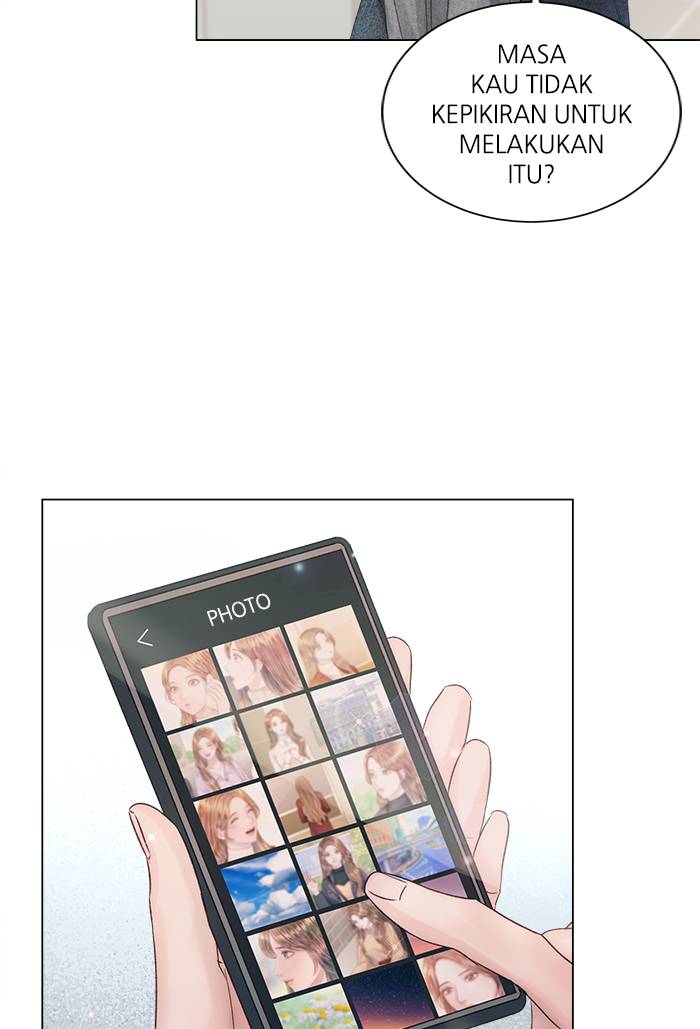 MASA
KAU TIDAK
KEPIKIRAN UNTUK
MELAKUKAN
ITU?
PHOTO